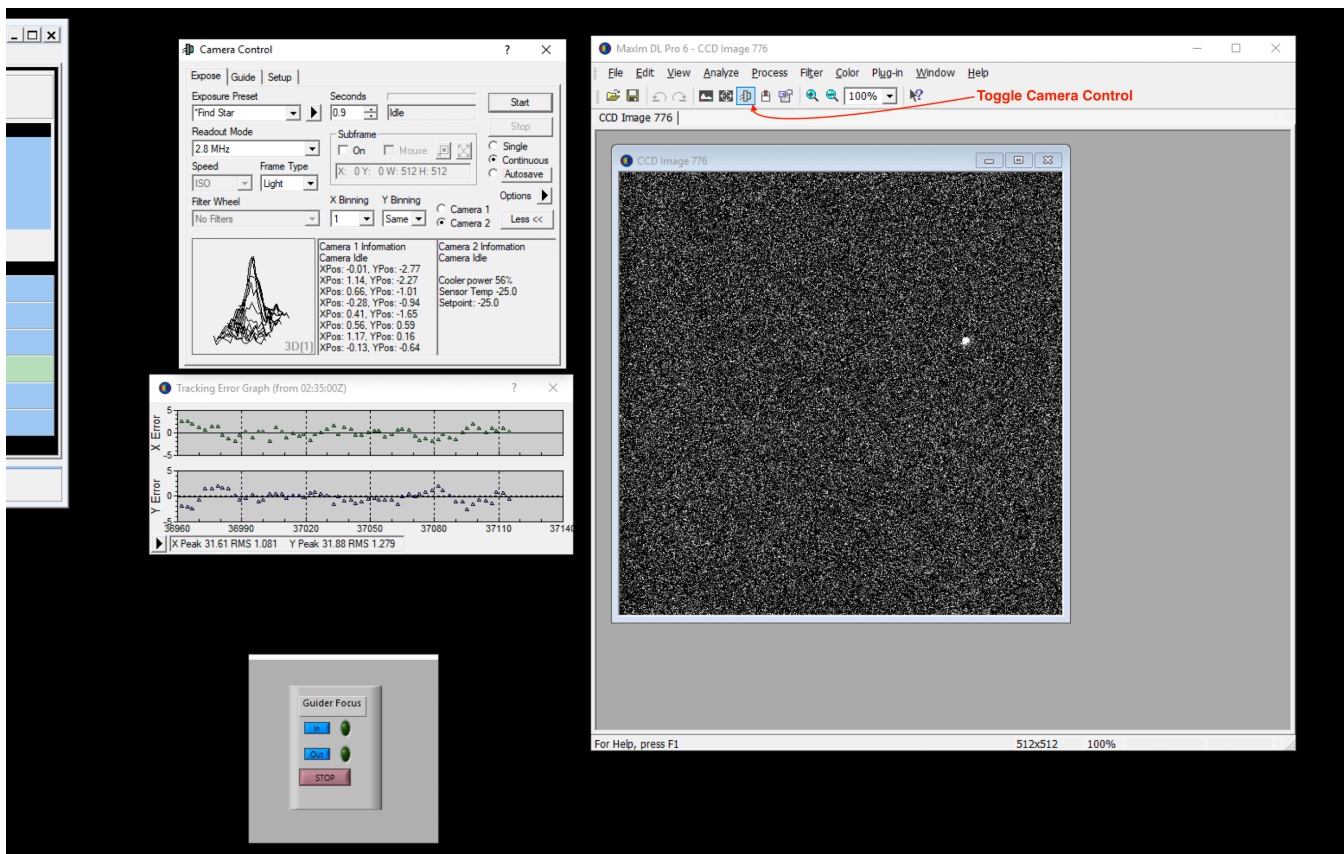 Camera Control
Expose Guide Setup
Exposure Preset
*Find Star
Seconds
0.9
Idle
Start
Stop
Readout Mode
2.8 MHz
Subframe
On
Mouse
X: 0 Y: 0 W: 512 H: 512
Single
Continuous
Autosave
Speed
ISO
Frame Type
Light
Options
Filter Wheel
No Filters
X Binning
1
Y Binning
Same
Camera 1
Camera 2
Less <<
3D[1]
Camera 1 Information
Camera Idle
XPos: -0.01, YPos: -2.77
XPos: 1.14, YPos: -2.27
XPos: 0.66, YPos: -1.01
XPos: -0.28, YPos: -0.94
XPos: 0.41, YPos: -1.65
XPos: 0.56, YPos: 0.59
XPos: 1.17, YPos: 0.16
XPos: -0.13, YPos: -0.64
Camera 2 Information
Camera Idle
Cooler power 56%
Sensor Temp -25.0
Setpoint: -25.0
Tracking Error Graph (from 02:35:00Z)
X Error
5
0
-5
Y Error
5
0
-5
36960 36990 37020 37050 37080 37110 37140
X Peak 31.61 RMS 1.081 Y Peak 31.88 RMS 1.279
Guider Focus
In
Out
STOP
MaxIm DL Pro 6 - CCD Image 776
File Edit View Analyze Process Filter Color Plug-in Window Help
100%
Toggle Camera Control
CCD Image 776
CCD Image 776
For Help, press F1
512x512
100%